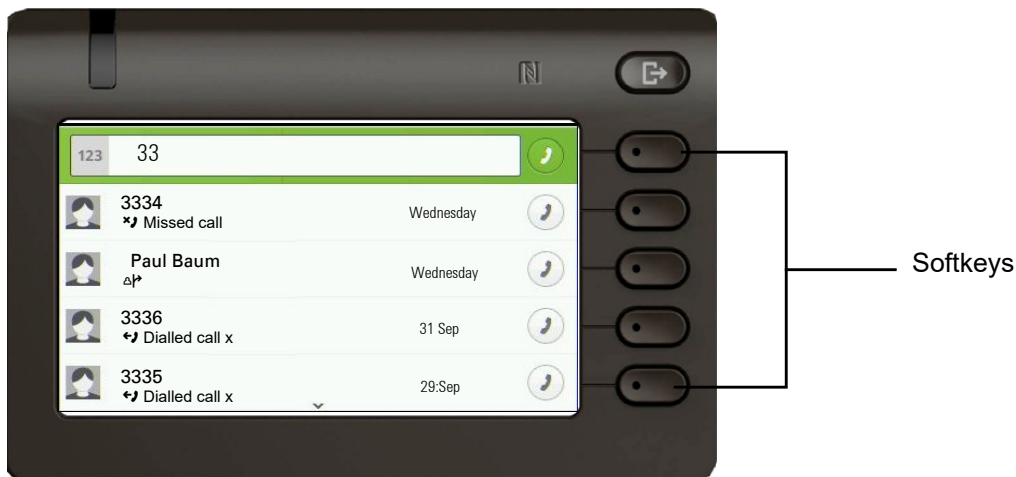 123 33
3334
Missed call
Wednesday
Paul Baum
Wednesday
3336
Dialled call x
31 Sep
3335
Dialled call x
29:Sep
Softkeys